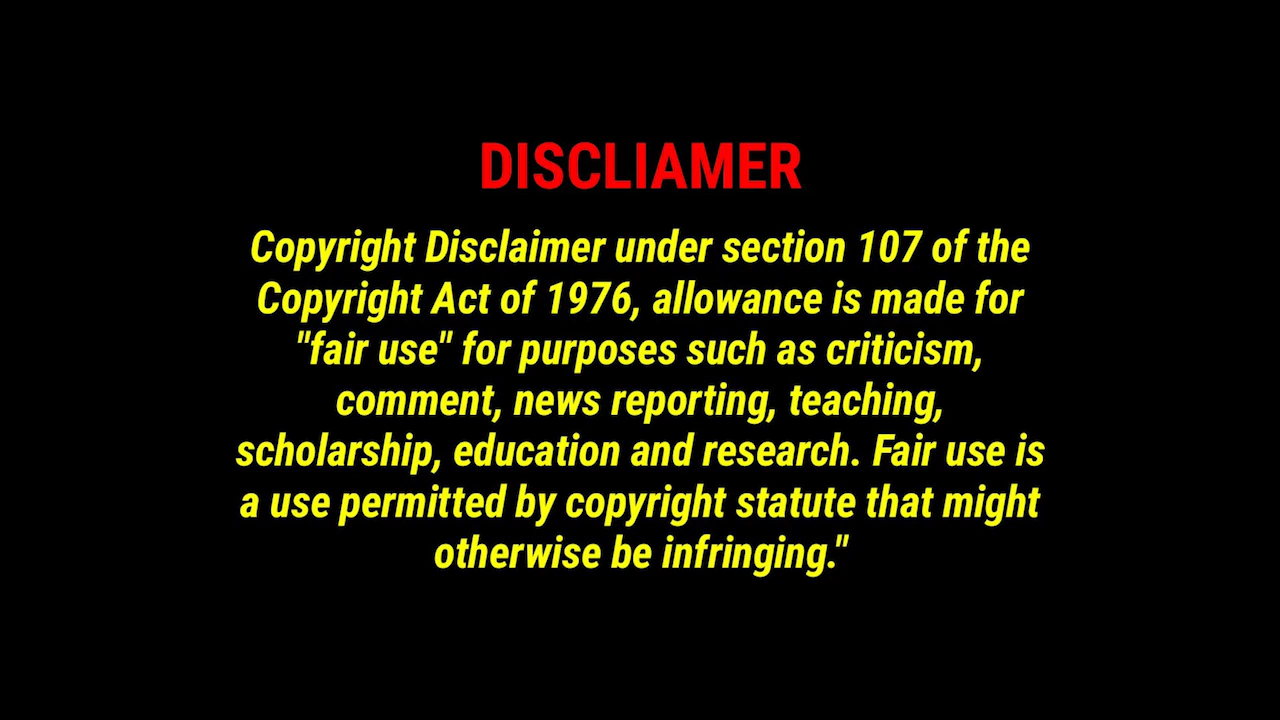 DISCLIAMER
Copyright Disclaimer under section 107 of the
Copyright Act of 1976, allowance is made for
"fair use" for purposes such as criticism,
comment, news reporting, teaching,
scholarship, education and research. Fair use is
a use permitted by copyright statute that might
otherwise be infringing."